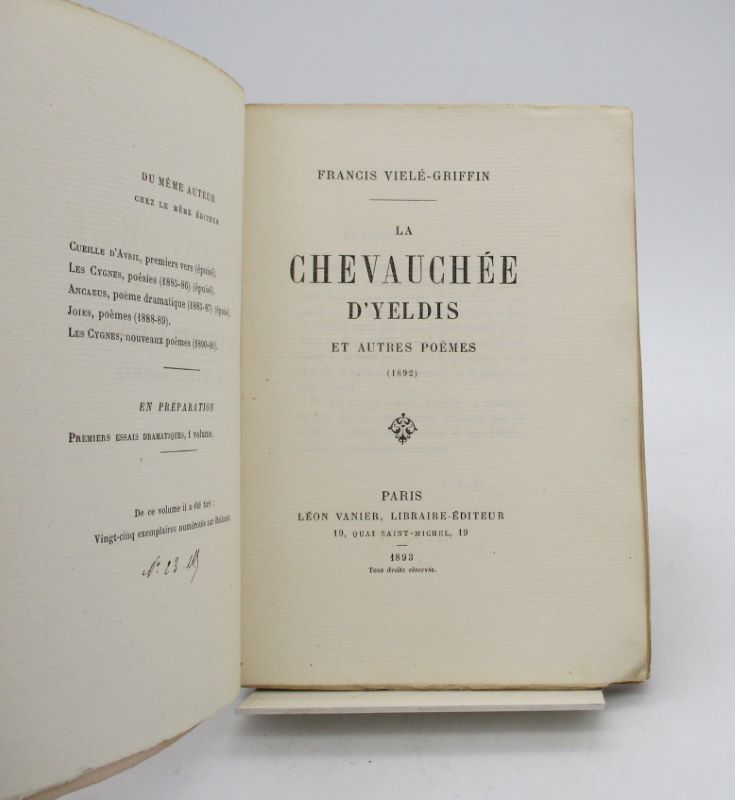 DU MÊME AUTEUR
CHEZ LE MÊME ÉDITEUR
CUEILLE D'AVRIL, premiers vers (épuisé).
LES CYGNES, poésies (1885-86) (épuisé).
ANCAEUS, poème dramatique (1885-87) (épuisé).
JOIES, poèmes (1888-89).
LES CYGNES, nouveaux poèmes (1890-91).
EN PRÉPARATION
PREMIERS ESSAIS DRAMATIQUES, 1 volume.
De ce volume il a été tiré :
Vingt-cinq exemplaires numérotés sur Hollande.
No 23
FRANCIS VIELÉ-GRIFFIN
LA
CHEVAUCHÉE
D'YELDIS
ET AUTRES POÈMES
(1892)
PARIS
LÉON VANIER, LIBRAIRE-ÉDITEUR
19, QUAI SAINT-MICHEL, 19
1893
Tous droits réservés.